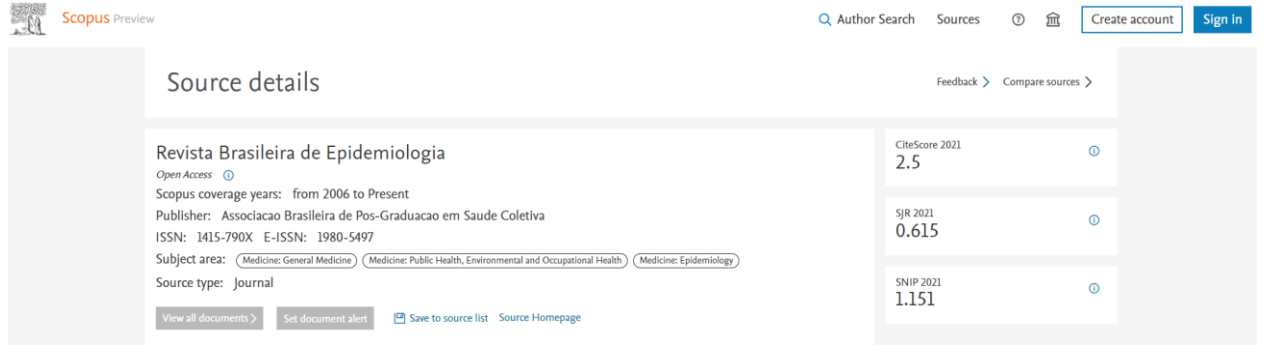 Scopus Preview
Author Search Sources Create account Sign in
Source details
Feedback Compare sources
Revista Brasileira de Epidemiologia
Open Access
Scopus coverage years: from 2006 to Present
Publisher: Associacao Brasileira de Pos-Graduacao em Saude Coletiva
ISSN: 1415-790X E-ISSN: 1980-5497
Subject area: Medicine: General Medicine Medicine: Public Health, Environmental and Occupational Health Medicine: Epidemiology
Source type: Journal
View all documents > Set document alert Save to source list Source Homepage
CiteScore 2021
2.5
SJR 2021
0.615
SNIP 2021
1.151